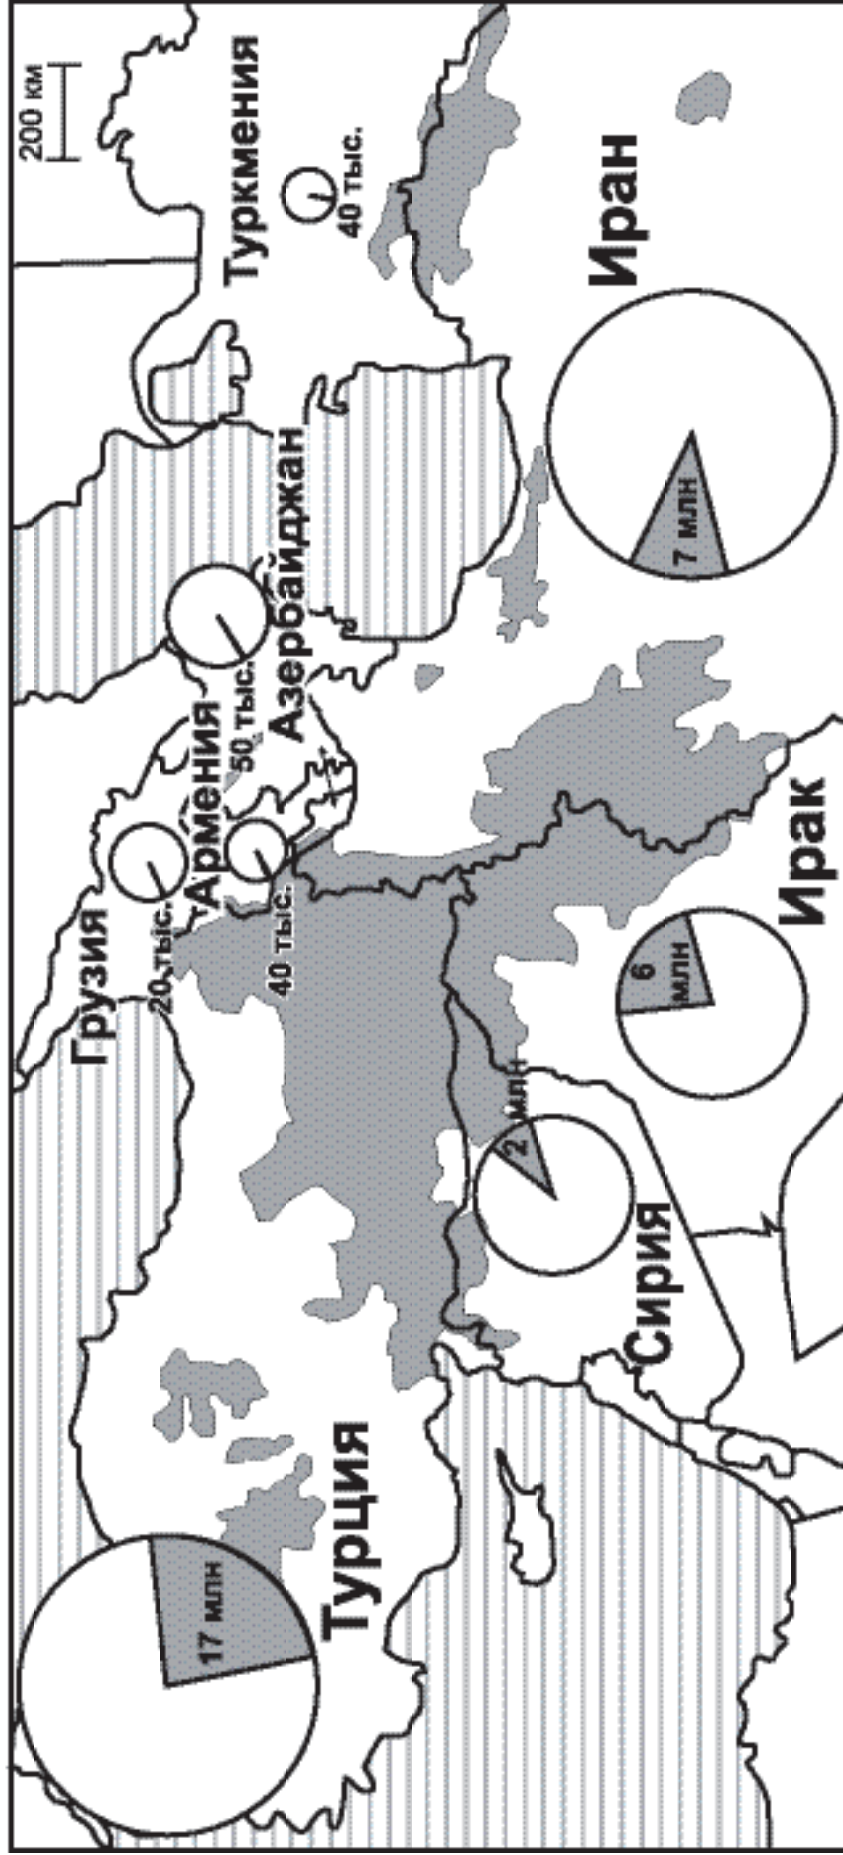 200 км
Грузия
20 тыс.
Армения
40 тыс.
50 тыс.
Азербайджан
Туркмения
40 тыс.
17 млн
Турция
2 млн
Сирия
6
млн
Ирак
7 млн
Иран